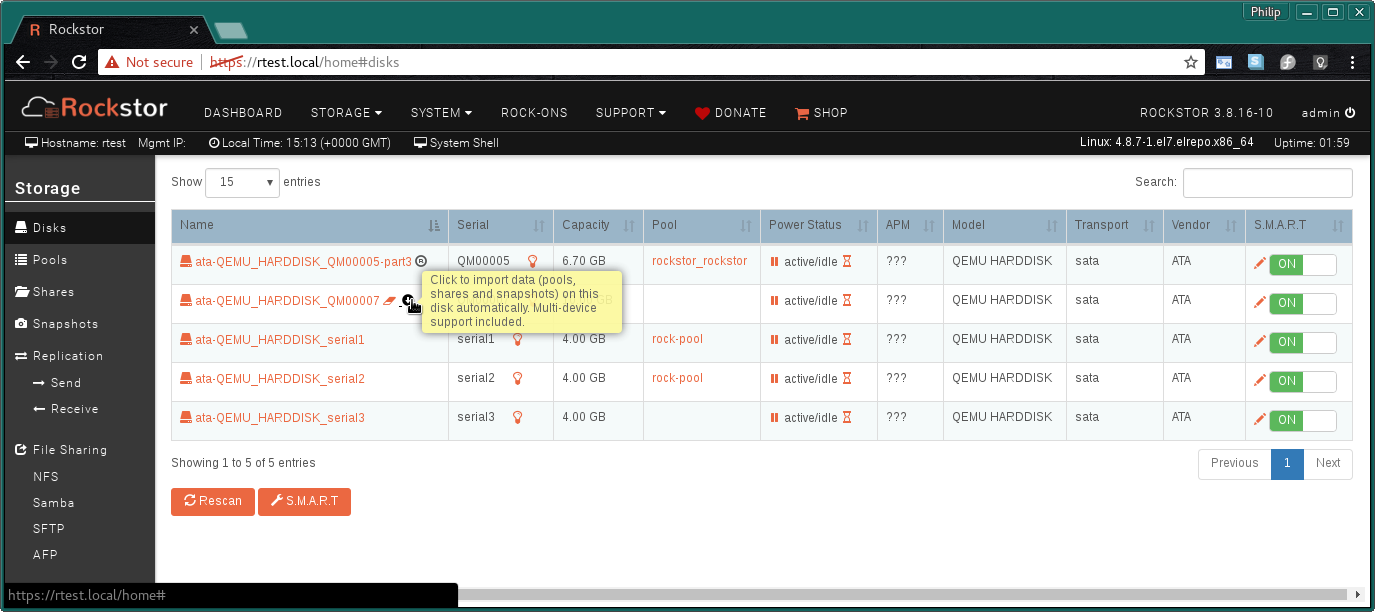 Philip
Rockstor
Not secure https://rtest.local/home#disks
Rockstor DASHBOARD STORAGE SYSTEM ROCK-ONS SUPPORT DONATE SHOP ROCKSTOR 3.8.16-10 admin
Hostname: rtest Mgmt IP: Local Time: 15:13 (+0000 GMT) System Shell Linux: 4.8.7-1.el7.elrepo.x86_64 Uptime: 01:59
Storage
Disks
Pools
Shares
Snapshots
Replication
Send
Receive
File Sharing
NFS
Samba
SFTP
AFP
Show 15 entries Search:
Name Serial Capacity Pool Power Status APM Model Transport Vendor S.M.A.R.T
ata-QEMU_HARDDISK_QM00005-part3 QM00005 6.70 GB rockstor_rockstor active/idle ??? QEMU HARDDISK sata ATA ON
ata-QEMU_HARDDISK_QM00007 active/idle ??? QEMU HARDDISK sata ATA ON
Click to import data (pools,
shares and snapshots) on this
disk automatically. Multi-device
support included.
ata-QEMU_HARDDISK_serial1 serial1 4.00 GB rock-pool active/idle ??? QEMU HARDDISK sata ATA ON
ata-QEMU_HARDDISK_serial2 serial2 4.00 GB rock-pool active/idle ??? QEMU HARDDISK sata ATA ON
ata-QEMU_HARDDISK_serial3 serial3 4.00 GB active/idle ??? QEMU HARDDISK sata ATA ON
Showing 1 to 5 of 5 entries Previous 1 Next
Rescan S.M.A.R.T
https://rtest.local/home#